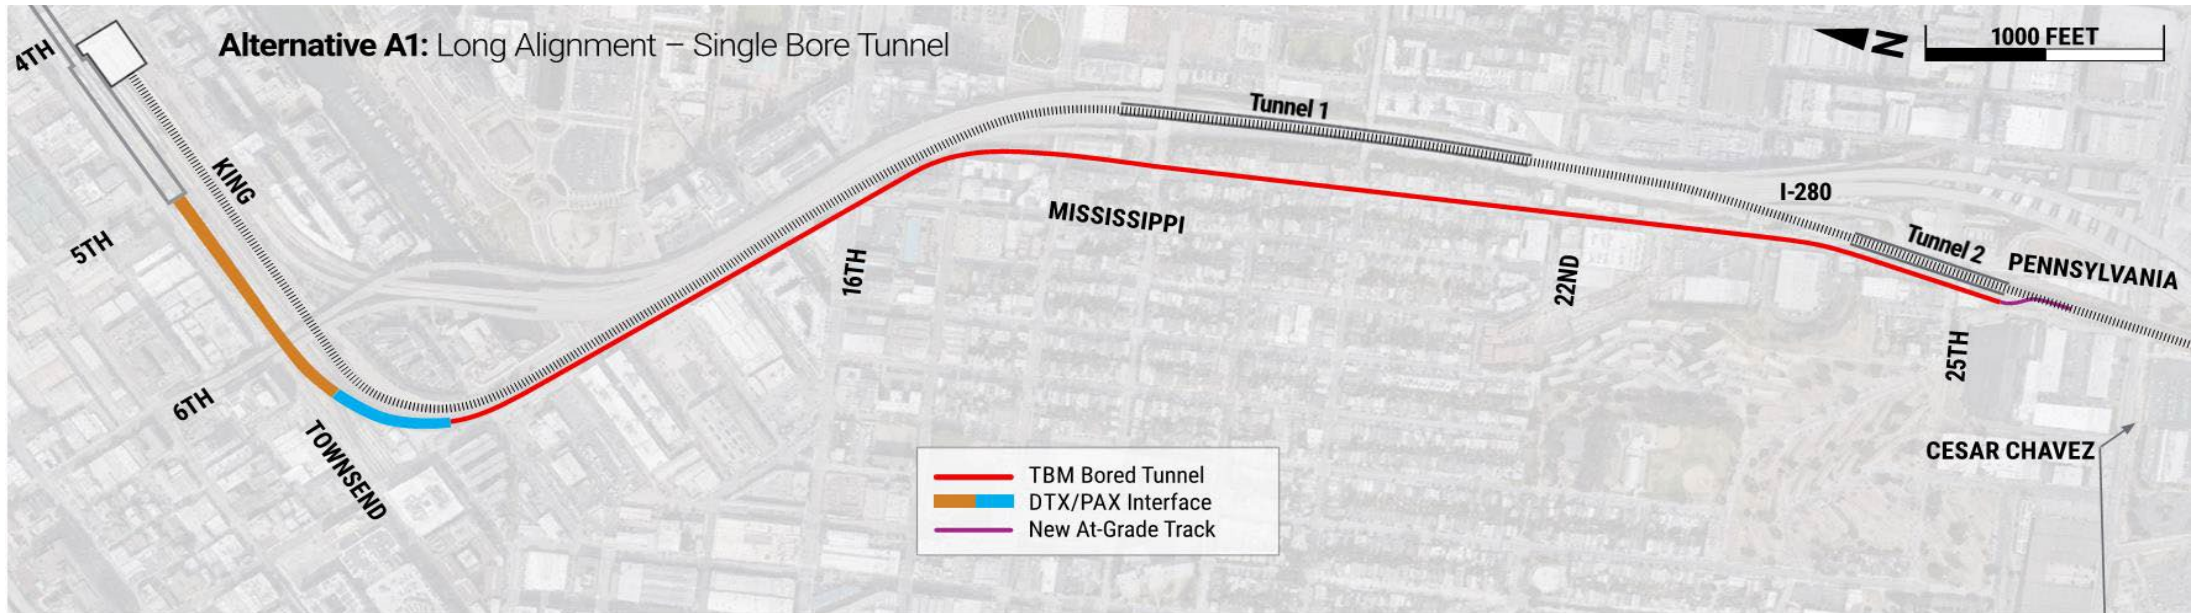 Alternative A1: Long Alignment – Single Bore Tunnel
N
1000 FEET
4TH
KING
5TH
6TH
TOWNSEND
16TH
MISSISSIPPI
Tunnel 1
22ND
I-280
Tunnel 2
PENNSYLVANIA
25TH
CESAR CHAVEZ
TBM Bored Tunnel
DTX/PAX Interface
New At-Grade Track